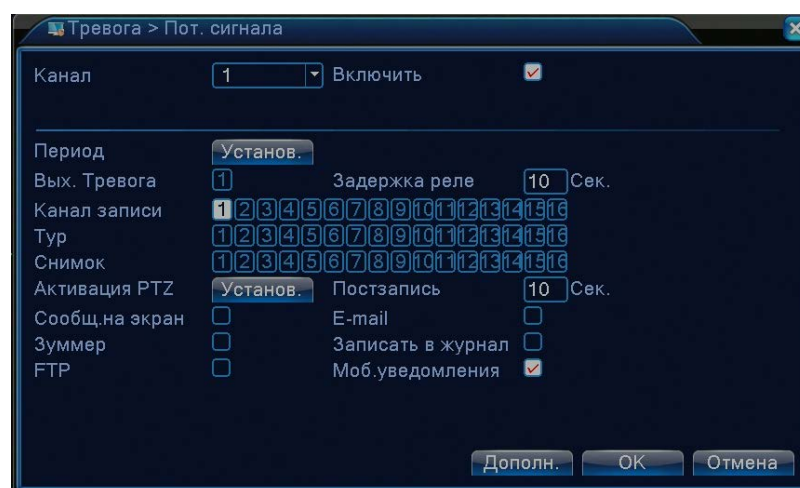 Тревога > Пот. сигнала
Канал 1 Включить
Период Установ.
Вых. Тревога 1 Задержка реле 10 Сек.
Канал записи 1 2 3 4 5 6 7 8 9 10 11 12 13 14 15 16
Тур 1 2 3 4 5 6 7 8 9 10 11 12 13 14 15 16
Снимок 1 2 3 4 5 6 7 8 9 10 11 12 13 14 15 16
Активация PTZ Установ. Постзапись 10 Сек.
Сообщ.на экран E-mail
Зуммер Записать в журнал
FTP Моб.уведомления
Дополн. OK Отмена